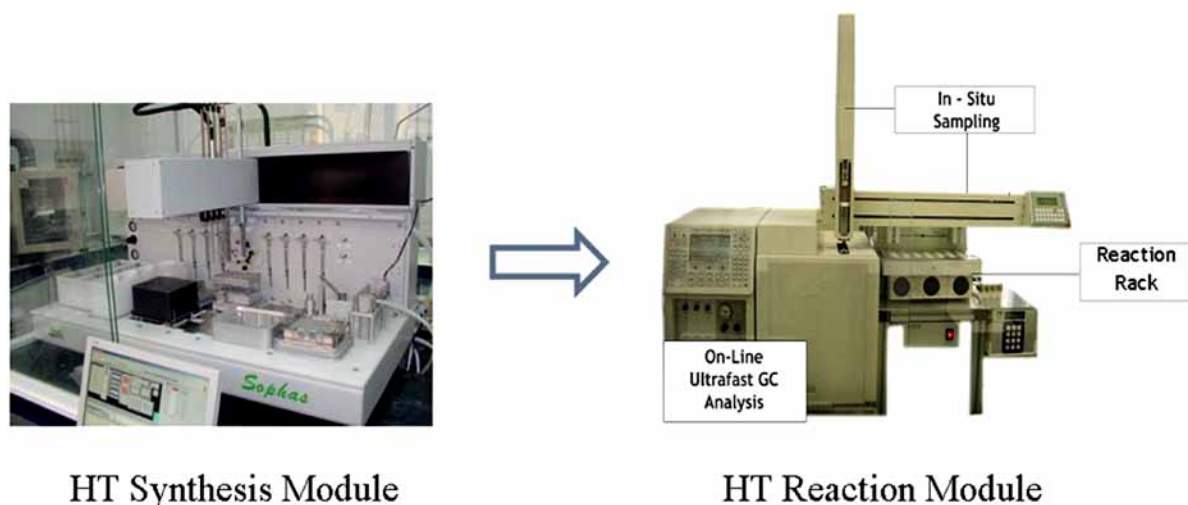 In - Situ
Sampling
Reaction
Rack
On-Line
Ultrafast GC
Analysis
Sophas
HT Synthesis Module
HT Reaction Module